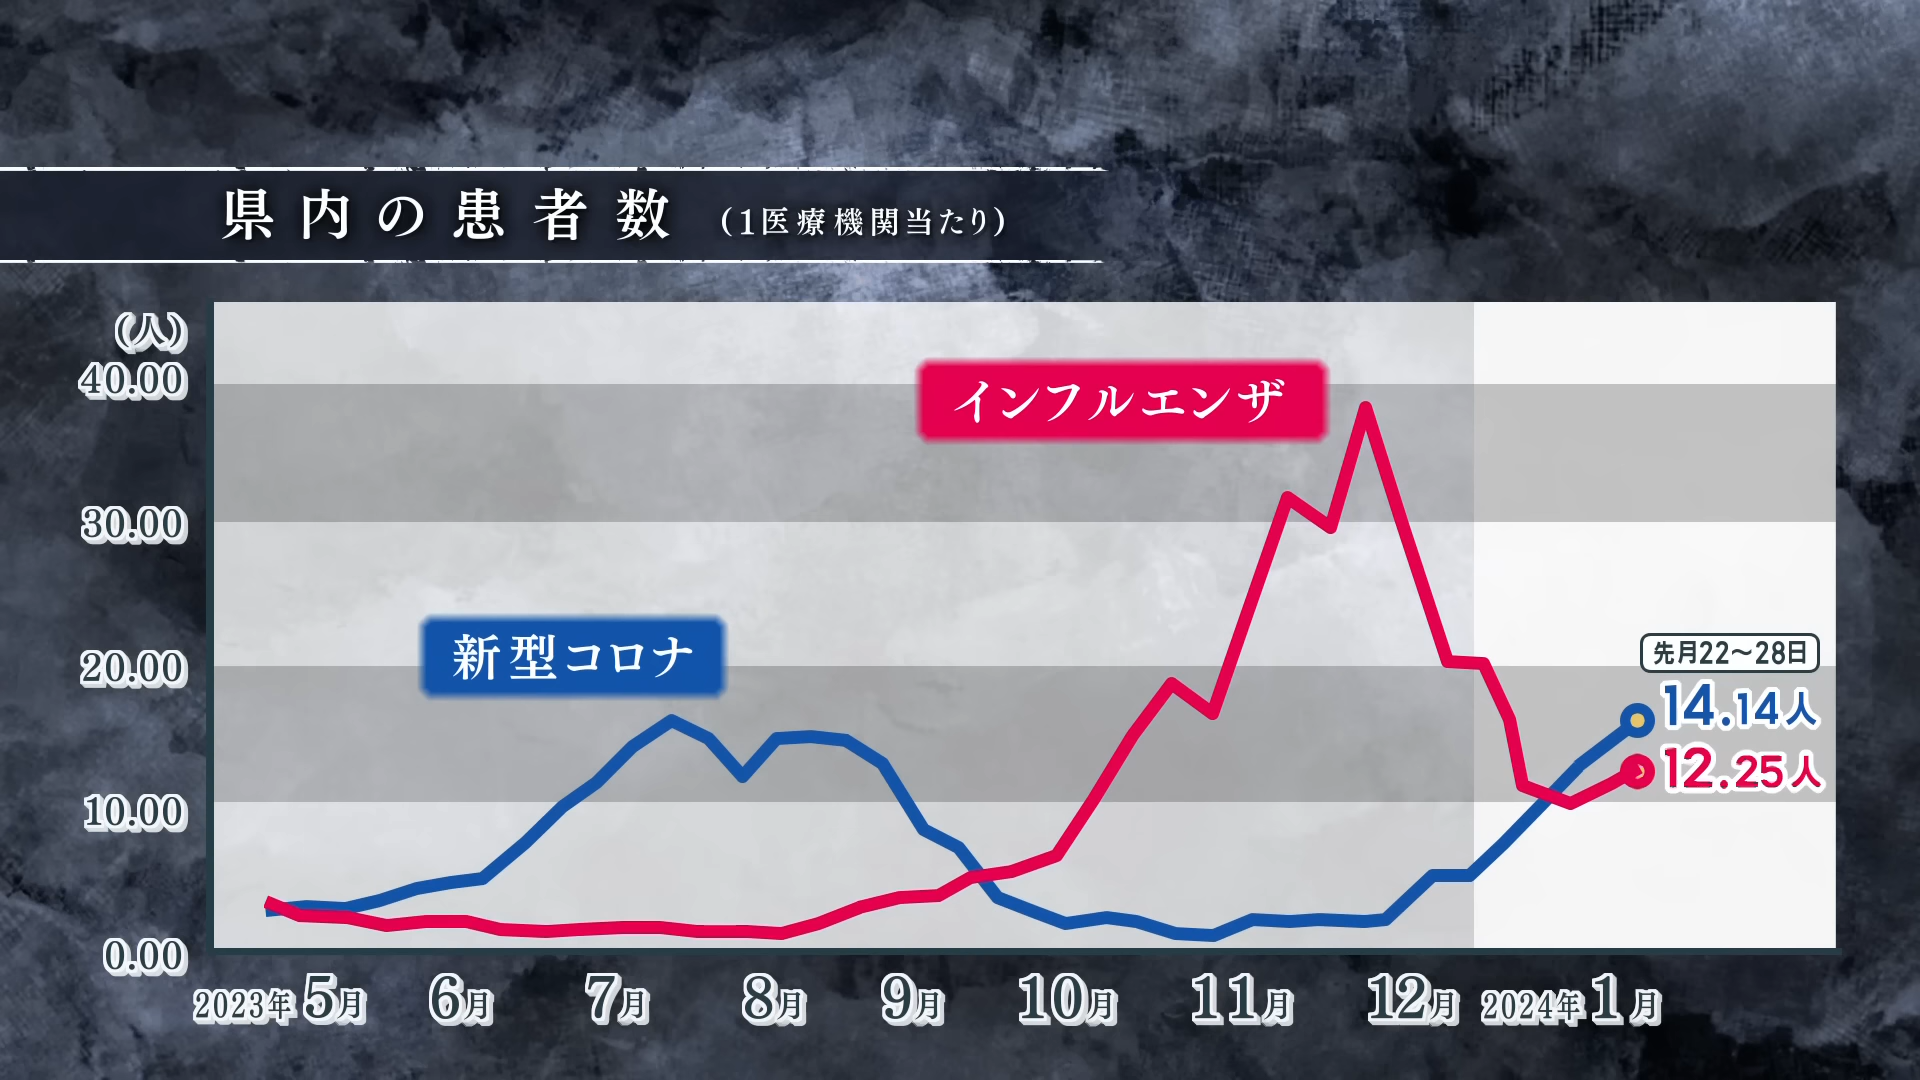 県内の患者数 (1医療機関当たり)
(人)
40.00
インフルエンザ
30.00
新型コロナ
20.00
先月22〜28日
14.14人
12.25人
10.00
0.00
2023年 5月 6月 7月 8月 9月 10月 11月 12月 2024年 1月